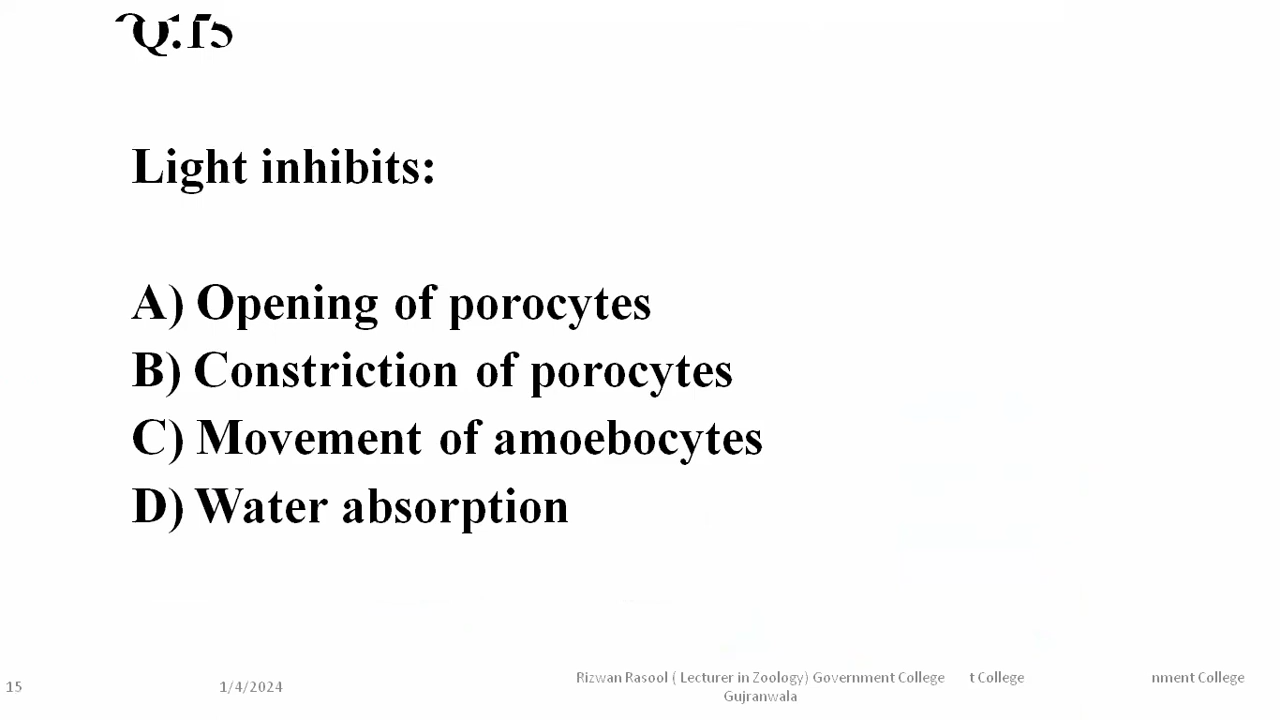 Q.15
Light inhibits:
A) Opening of porocytes
B) Constriction of porocytes
C) Movement of amoebocytes
D) Water absorption
15
1/4/2024
Rizwan Rasool ( Lecturer in Zoology) Government College t College nment College
Gujranwala